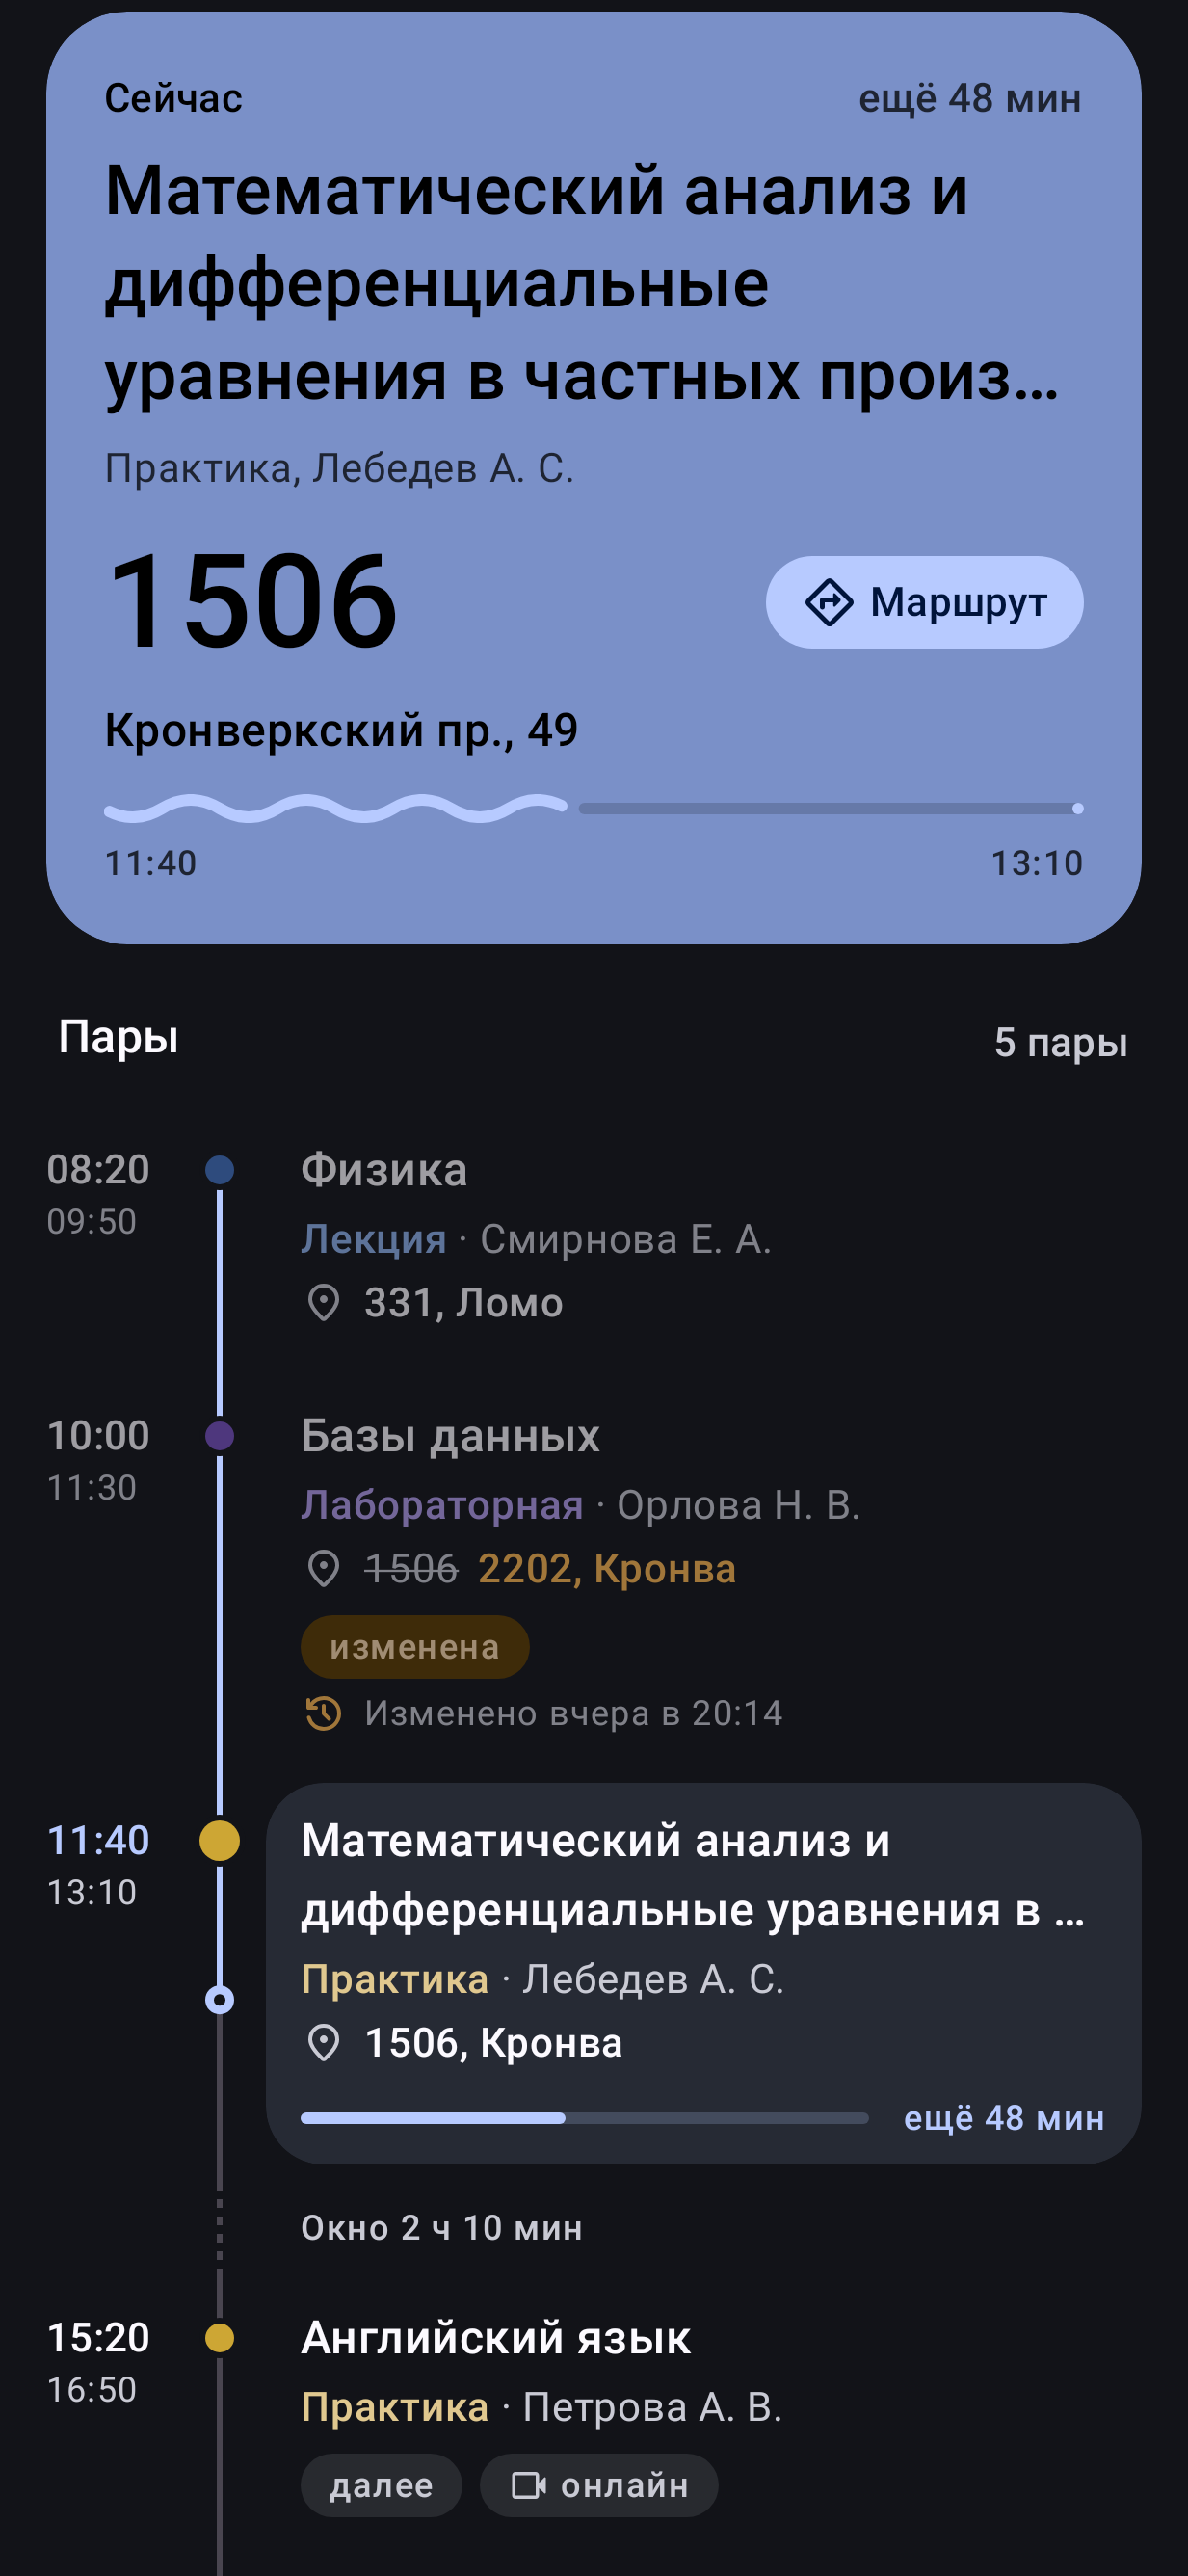 Сейчас ещё 48 мин
Математический анализ и
дифференциальные
уравнения в частных произ...
Практика, Лебедев А. С.
1506 Маршрут
Кронверкский пр., 49
11:40 13:10
Пары 5 пары
08:20 Физика
09:50 Лекция · Смирнова Е. А.
331, Ломо
10:00 Базы данных
11:30 Лабораторная · Орлова Н. В.
1506 2202, Кронва
изменена
Изменено вчера в 20:14
11:40 Математический анализ и
13:10 дифференциальные уравнения в ...
Практика · Лебедев А. С.
1506, Кронва
ещё 48 мин
Окно 2 ч 10 мин
15:20 Английский язык
16:50 Практика · Петрова А. В.
далее онлайн